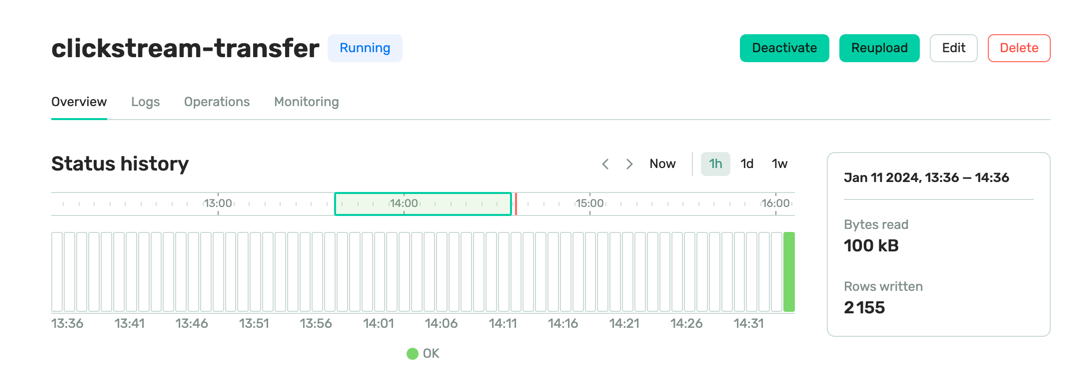 clickstream-transfer Running Deactivate Reupload Edit Delete
Overview Logs Operations Monitoring
Status history Now 1h 1d 1w
13:00 14:00 15:00 16:00
13:36 13:41 13:46 13:51 13:56 14:01 14:06 14:11 14:16 14:21 14:26 14:31
OK
Jan 11 2024, 13:36 – 14:36
Bytes read
100 kB
Rows written
2 155